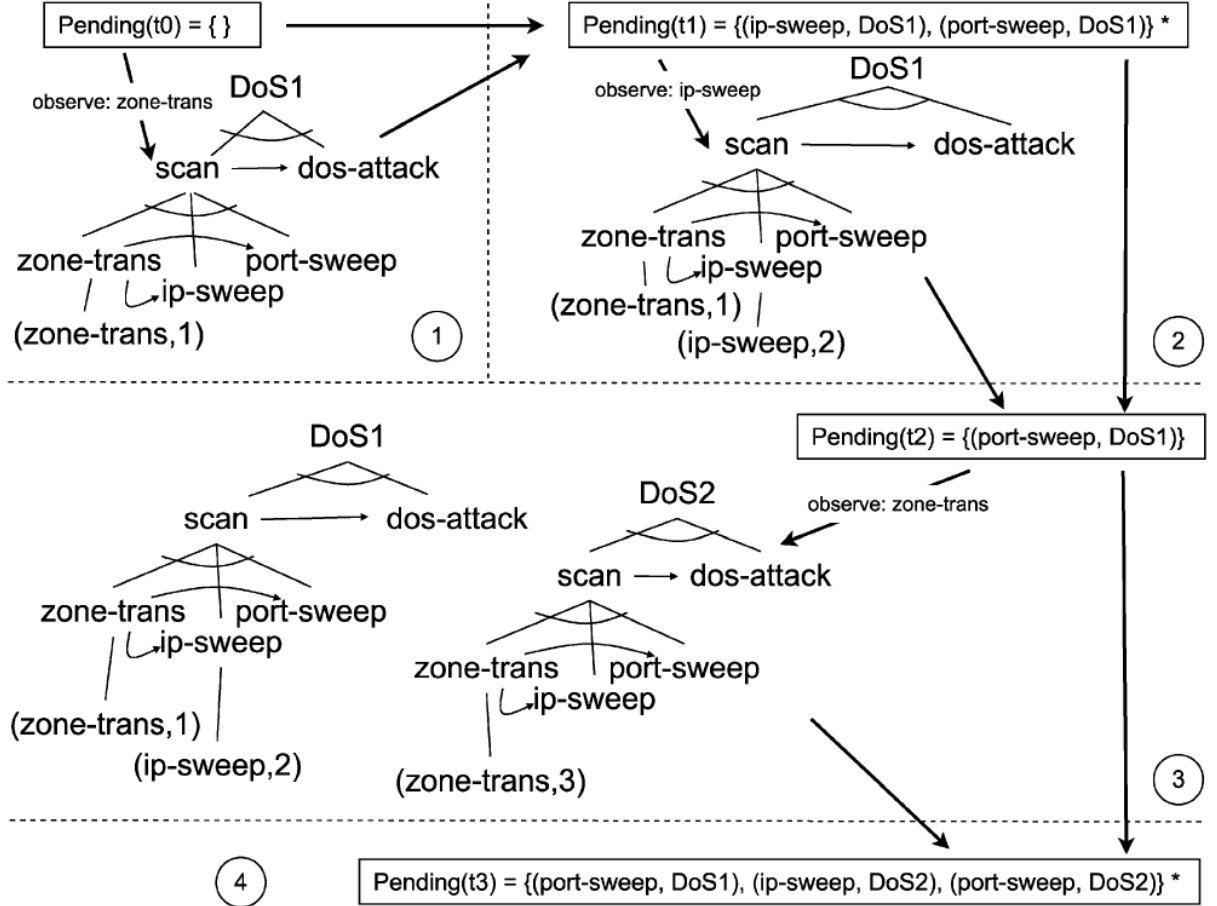 Pending(t0) = { }
observe: zone-trans
DoS1
scan
dos-attack
zone-trans
port-sweep
ip-sweep
(zone-trans,1)
1
Pending(t1) = {(ip-sweep, DoS1), (port-sweep, DoS1)} *
observe: ip-sweep
DoS1
scan
dos-attack
zone-trans
port-sweep
ip-sweep
(zone-trans,1)
(ip-sweep,2)
2
Pending(t2) = {(port-sweep, DoS1)}
observe: zone-trans
DoS1
scan
dos-attack
zone-trans
port-sweep
ip-sweep
(zone-trans,1)
(ip-sweep,2)
DoS2
scan
dos-attack
zone-trans
port-sweep
ip-sweep
(zone-trans,3)
3
4
Pending(t3) = {(port-sweep, DoS1), (ip-sweep, DoS2), (port-sweep, DoS2)} *